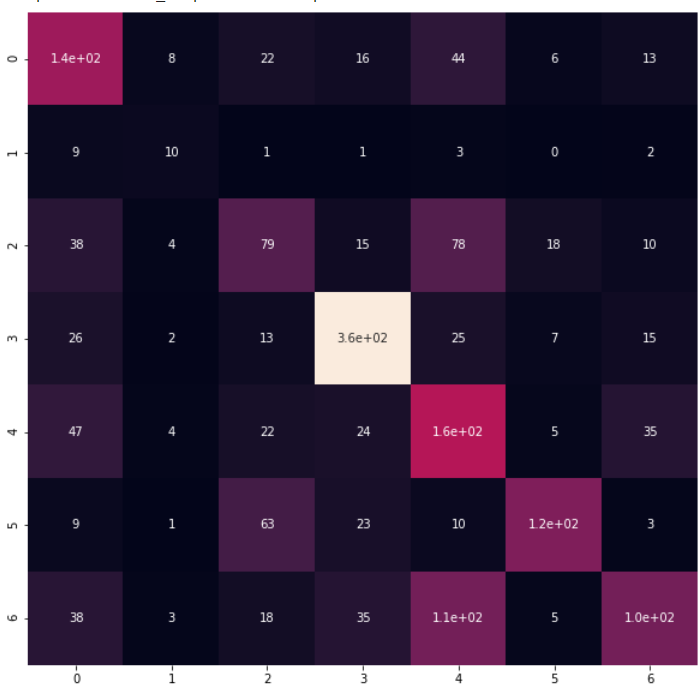 0 1.4e+02 8 22 16 44 6 13
1 9 10 1 1 3 0 2
2 38 4 79 15 78 18 10
3 26 2 13 3.6e+02 25 7 15
4 47 4 22 24 1.6e+02 5 35
5 9 1 63 23 10 1.2e+02 3
6 38 3 18 35 1.1e+02 5 1.0e+02
0 1 2 3 4 5 6